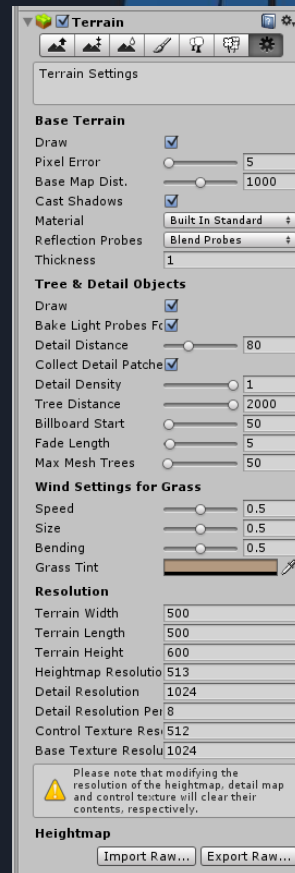 Terrain
Terrain Settings
Base Terrain
Draw
Pixel Error 5
Base Map Dist. 1000
Cast Shadows
Material Built In Standard
Reflection Probes Blend Probes
Thickness 1
Tree & Detail Objects
Draw
Bake Light Probes Fo
Detail Distance 80
Collect Detail Patche
Detail Density 1
Tree Distance 2000
Billboard Start 50
Fade Length 5
Max Mesh Trees 50
Wind Settings for Grass
Speed 0.5
Size 0.5
Bending 0.5
Grass Tint
Resolution
Terrain Width 500
Terrain Length 500
Terrain Height 600
Heightmap Resolutio 513
Detail Resolution 1024
Detail Resolution Per 8
Control Texture Res 512
Base Texture Resolu 1024
Please note that modifying the
resolution of the heightmap, detail map
and control texture will clear their
contents, respectively.
Heightmap
Import Raw... Export Raw...